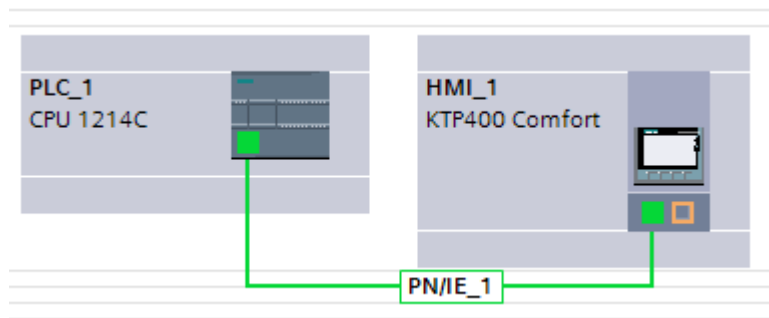 PLC_1
CPU 1214C
HMI_1
KTP400 Comfort
PN/IE_1